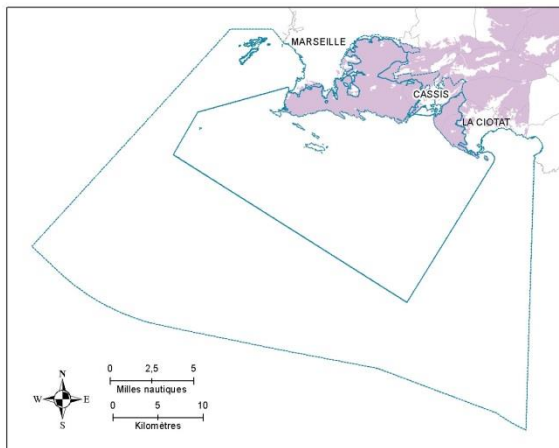 MARSEILLE
CASSIS
LA CIOTAT
0 2,5 5
Milles nautiques
0 5 10
Kilomètres
N
W E
S